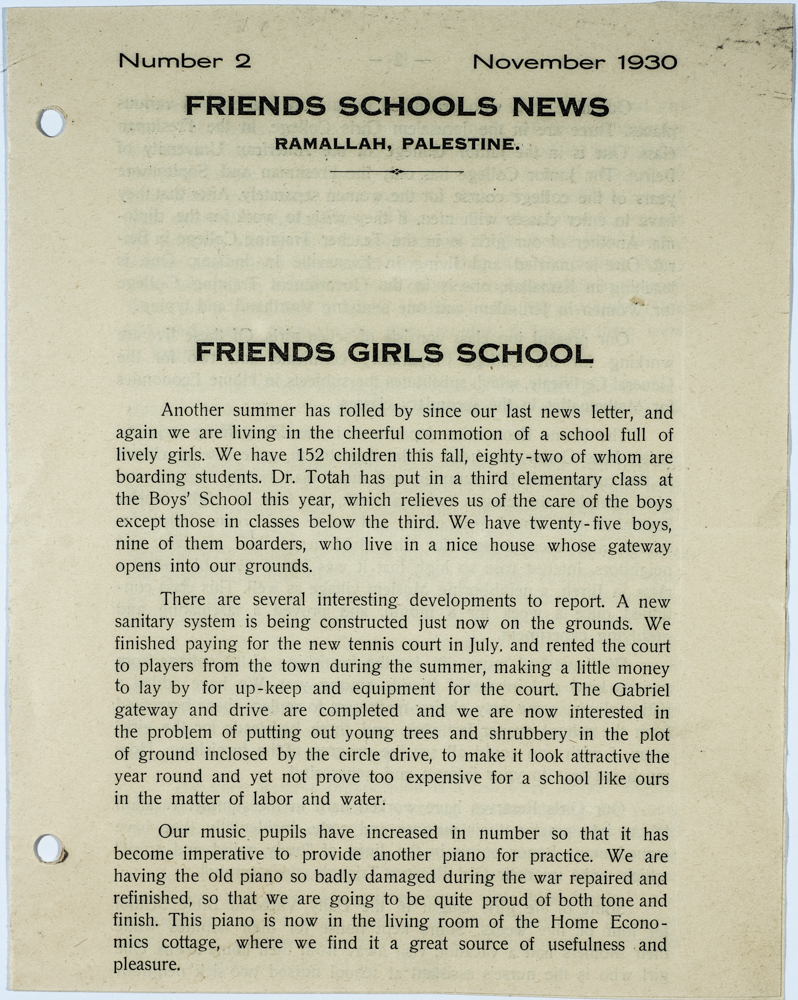 Number 2 November 1930
FRIENDS SCHOOLS NEWS
RAMALLAH, PALESTINE.
FRIENDS GIRLS SCHOOL
Another summer has rolled by since our last news letter, and
again we are living in the cheerful commotion of a school full of
lively girls. We have 152 children this fall, eighty-two of whom are
boarding students. Dr. Totah has put in a third elementary class at
the Boys' School this year, which relieves us of the care of the boys
except those in classes below the third. We have twenty-five boys,
nine of them boarders, who live in a nice house whose gateway
opens into our grounds.
There are several interesting developments to report. A new
sanitary system is being constructed just now on the grounds. We
finished paying for the new tennis court in July. and rented the court
to players from the town during the summer, making a little money
to lay by for up-keep and equipment for the court. The Gabriel
gateway and drive are completed and we are now interested in
the problem of putting out young trees and shrubbery in the plot
of ground inclosed by the circle drive, to make it look attractive the
year round and yet not prove too expensive for a school like ours
in the matter of labor and water.
Our music pupils have increased in number so that it has
become imperative to provide another piano for practice. We are
having the old piano so badly damaged during the war repaired and
refinished, so that we are going to be quite proud of both tone and
finish. This piano is now in the living room of the Home Econo-
mics cottage, where we find it a great source of usefulness and
pleasure.